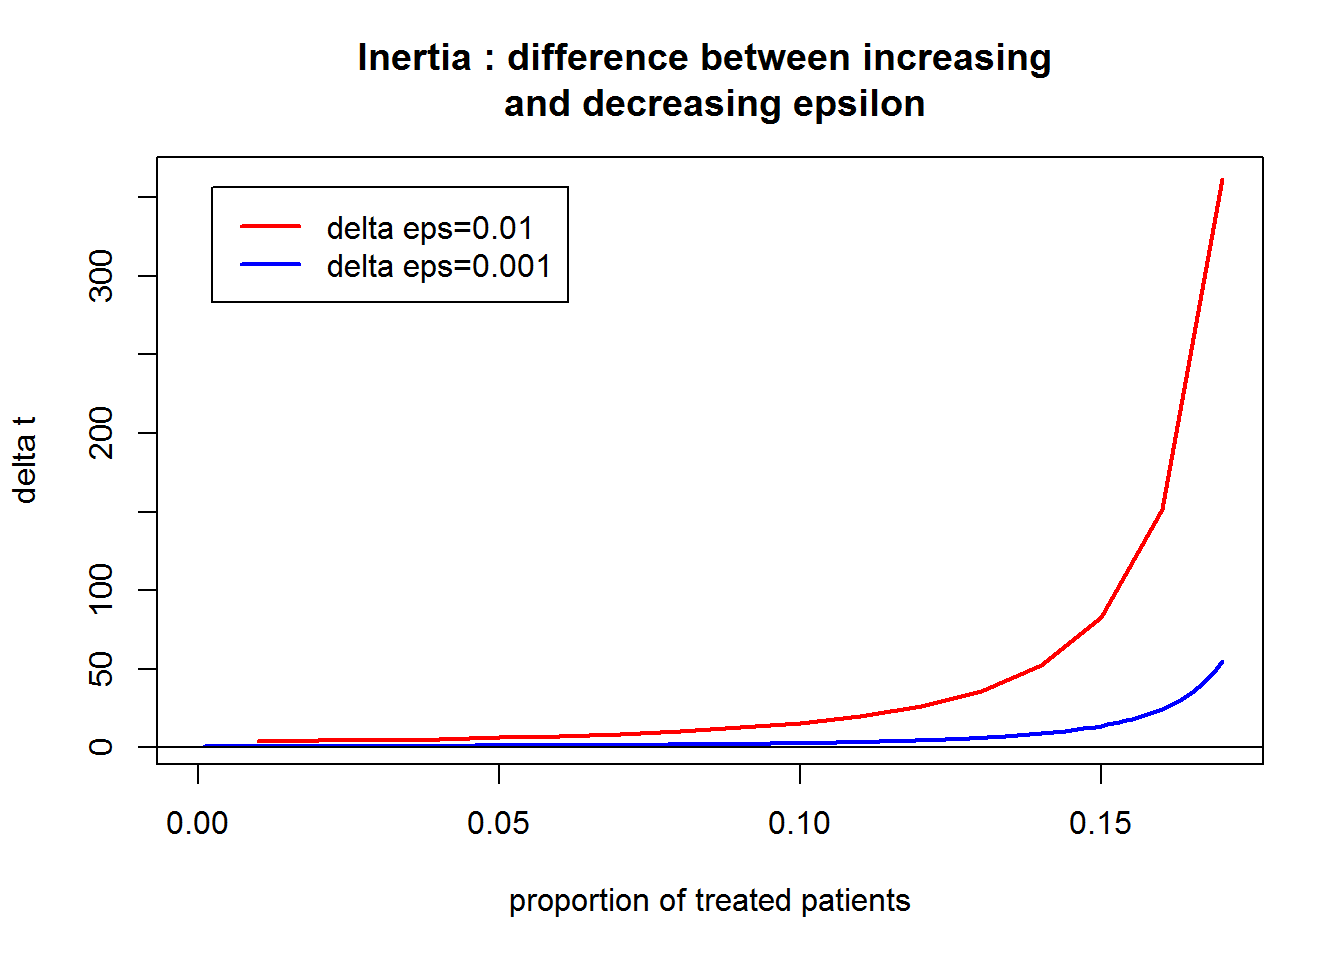 Inertia : difference between increasing
and decreasing epsilon
delta eps=0.01
delta eps=0.001
delta t
300
200
100
50
0
0.00 0.05 0.10 0.15
proportion of treated patients